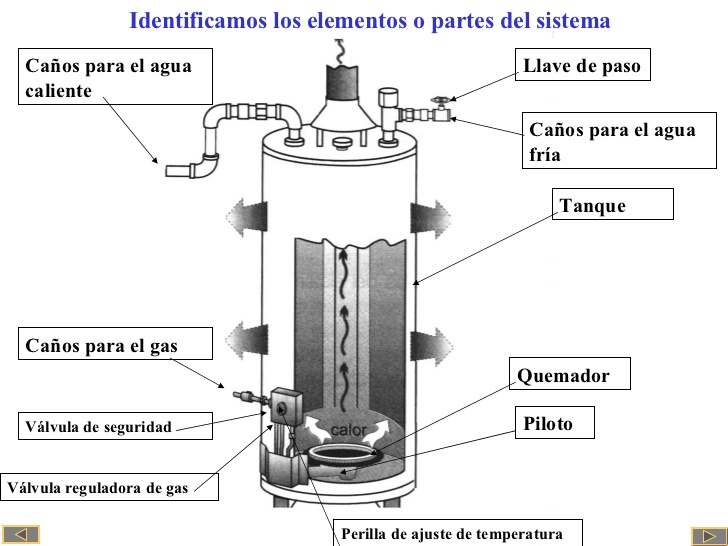 Identificamos los elementos o partes del sistema
Caños para el agua
caliente
Llave de paso
Caños para el agua
fría
Tanque
Caños para el gas
Quemador
Válvula de seguridad
Piloto
calor
Válvula reguladora de gas
Perilla de ajuste de temperatura